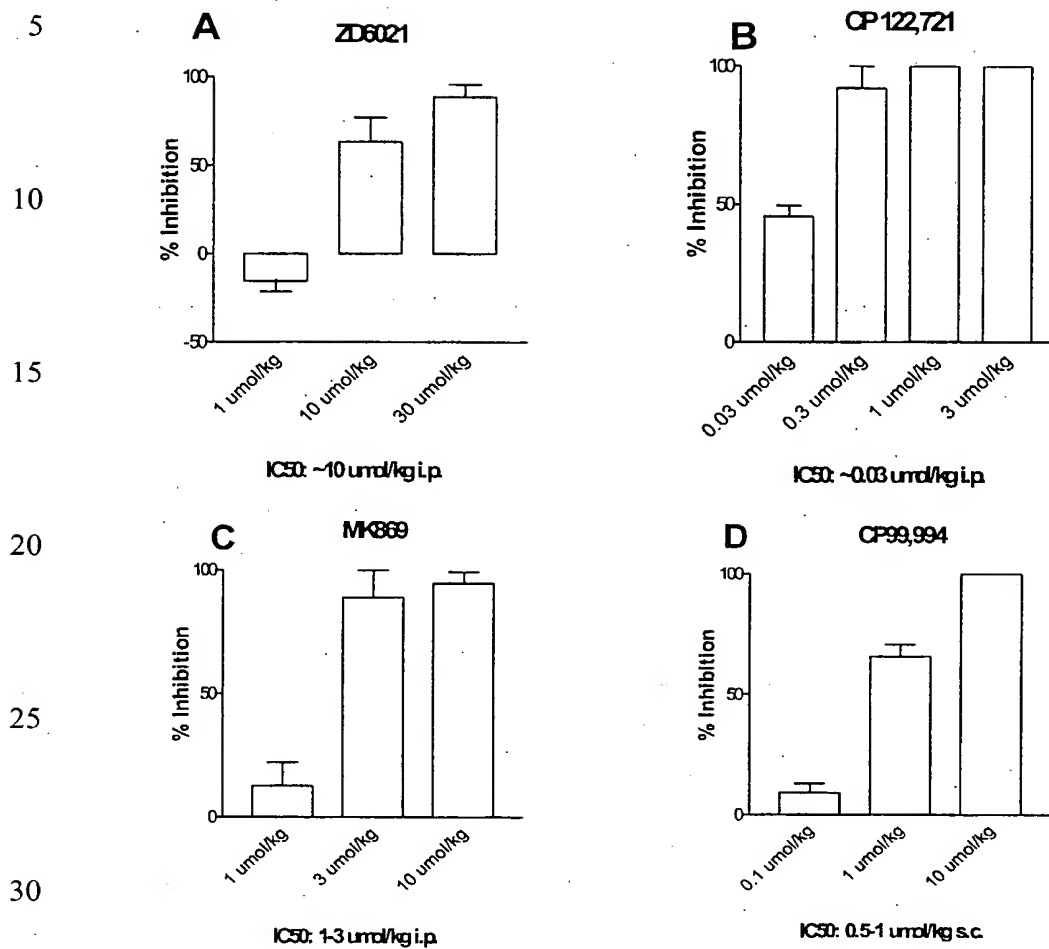 5
A
ZD6021
% Inhibition
100
50
0
-50
1 umol/kg
10 umol/kg
30 umol/kg
IC50: ~10 umol/kg i.p.
B
CP 122,721
% Inhibition
100
50
0
0.03 umol/kg
0.3 umol/kg
1 umol/kg
3 umol/kg
IC50: ~0.03 umol/kg i.p.
10
15
20
C
MK869
% Inhibition
100
50
0
1 umol/kg
3 umol/kg
10 umol/kg
IC50: 1-3 umol/kg i.p.
D
CP99,994
% Inhibition
100
50
0
0.1 umol/kg
1 umol/kg
10 umol/kg
IC50: 0.5-1 umol/kg s.c.
25
30